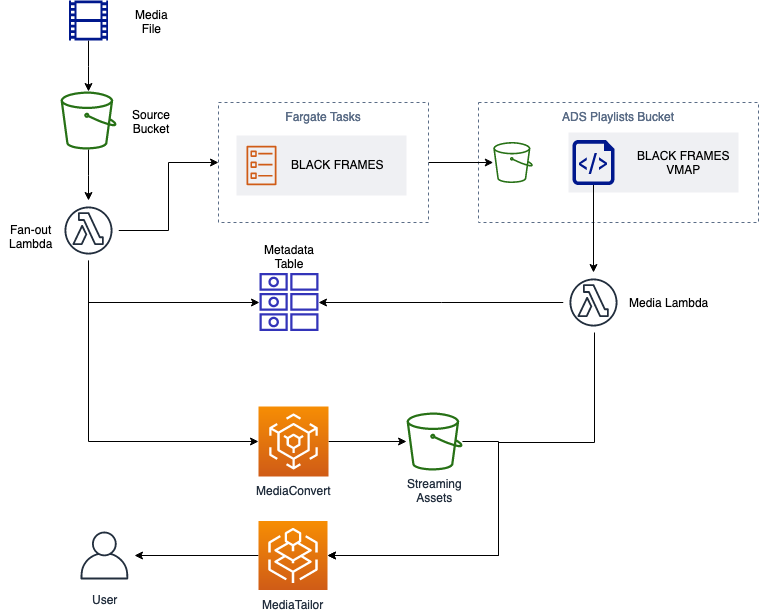 Media
File
Source
Bucket
Fargate Tasks
BLACK FRAMES
ADS Playlists Bucket
BLACK FRAMES
VMAP
Fan-out
Lambda
Metadata
Table
Media Lambda
MediaConvert
Streaming
Assets
User
MediaTailor